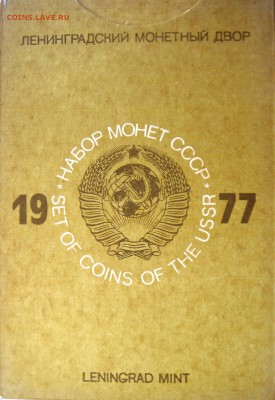 COINS.LAVE.RU
ЛЕНИНГРАДСКИЙ МОНЕТНЫЙ ДВОР
* НАБОР МОНЕТ СССР *
19 77
SET OF COINS OF THE USSR
LENINGRAD MINT